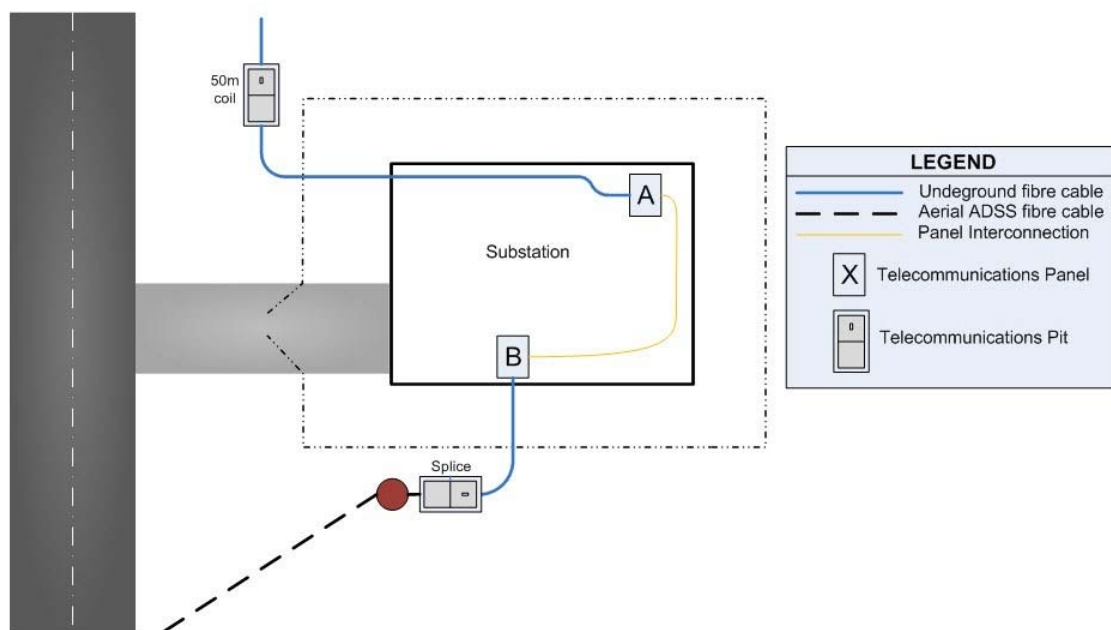 50m
coil
A
Substation
B
Splice
LEGEND
Undeground fibre cable
Aerial ADSS fibre cable
Panel Interconnection
X
Telecommunications Panel
Telecommunications Pit